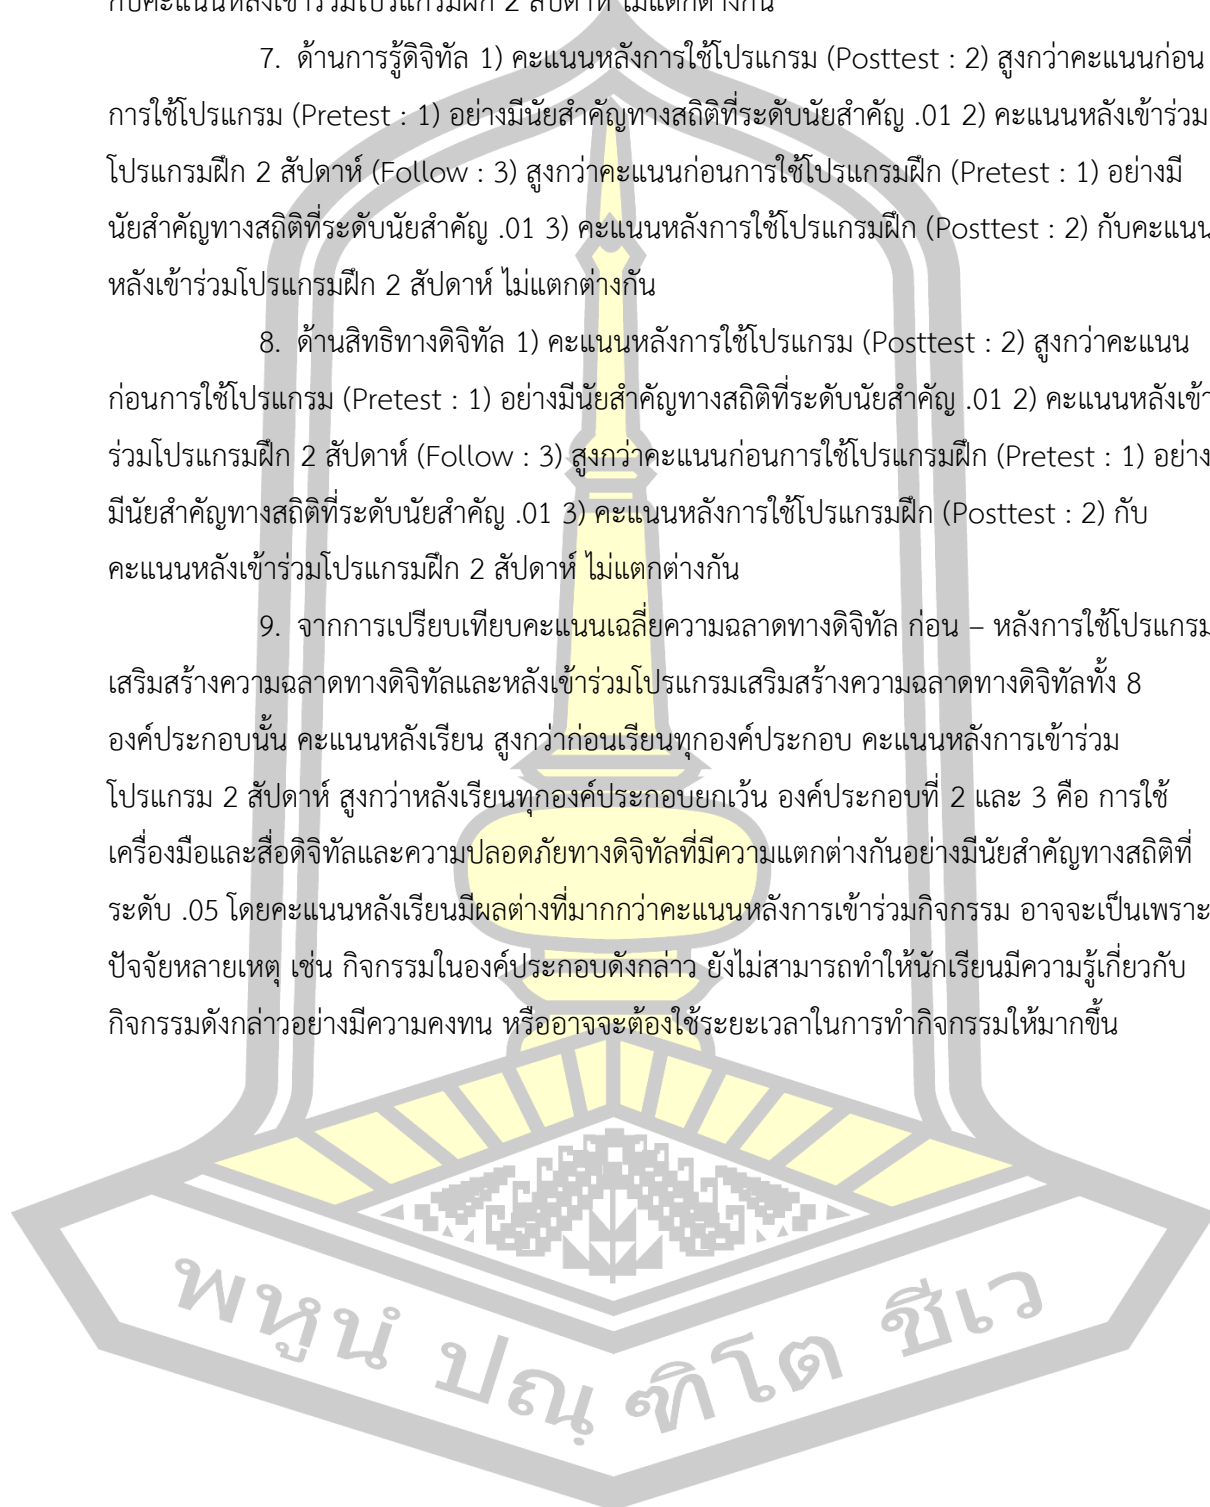 กับคะแนนหลังเข้าร่วมโปรแกรมฝึก 2 สัปดาห์ ไม่แตกต่างกัน
7. ด้านการรู้ดิจิทัล 1) คะแนนหลังการใช้โปรแกรม (Posttest : 2) สูงกว่าคะแนนก่อน
การใช้โปรแกรม (Pretest : 1) อย่างมีนัยสำคัญทางสถิติที่ระดับนัยสำคัญ .01 2) คะแนนหลังเข้าร่วม
โปรแกรมฝึก 2 สัปดาห์ (Follow : 3) สูงกว่าคะแนนก่อนการใช้โปรแกรมฝึก (Pretest : 1) อย่างมี
นัยสำคัญทางสถิติที่ระดับนัยสำคัญ .01 3) คะแนนหลังการใช้โปรแกรมฝึก (Posttest : 2) กับคะแนน
หลังเข้าร่วมโปรแกรมฝึก 2 สัปดาห์ ไม่แตกต่างกัน
8. ด้านสิทธิทางดิจิทัล 1) คะแนนหลังการใช้โปรแกรม (Posttest : 2) สูงกว่าคะแนน
ก่อนการใช้โปรแกรม (Pretest : 1) อย่างมีนัยสำคัญทางสถิติที่ระดับนัยสำคัญ .01 2) คะแนนหลังเข้า
ร่วมโปรแกรมฝึก 2 สัปดาห์ (Follow : 3) สูงกว่าคะแนนก่อนการใช้โปรแกรมฝึก (Pretest : 1) อย่าง
มีนัยสำคัญทางสถิติที่ระดับนัยสำคัญ .01 3) คะแนนหลังการใช้โปรแกรมฝึก (Posttest : 2) กับ
คะแนนหลังเข้าร่วมโปรแกรมฝึก 2 สัปดาห์ ไม่แตกต่างกัน
9. จากการเปรียบเทียบคะแนนเฉลี่ยความฉลาดทางดิจิทัล ก่อน – หลังการใช้โปรแกรม
เสริมสร้างความฉลาดทางดิจิทัลและหลังเข้าร่วมโปรแกรมเสริมสร้างความฉลาดทางดิจิทัลทั้ง 8
องค์ประกอบนั้น คะแนนหลังเรียน สูงกว่าก่อนเรียนทุกองค์ประกอบ คะแนนหลังการเข้าร่วม
โปรแกรม 2 สัปดาห์ สูงกว่าหลังเรียนทุกองค์ประกอบยกเว้น องค์ประกอบที่ 2 และ 3 คือ การใช้
เครื่องมือและสื่อดิจิทัลและความปลอดภัยทางดิจิทัลที่มีความแตกต่างกันอย่างมีนัยสำคัญทางสถิติที่
ระดับ .05 โดยคะแนนหลังเรียนมีผลต่างที่มากกว่าคะแนนหลังการเข้าร่วมกิจกรรม อาจจะเป็นเพราะ
ปัจจัยหลายเหตุ เช่น กิจกรรมในองค์ประกอบดังกล่าว ยังไม่สามารถทำให้นักเรียนมีความรู้เกี่ยวกับ
กิจกรรมดังกล่าวอย่างมีความคงทน หรืออาจจะต้องใช้ระยะเวลาในการทำกิจกรรมให้มากขึ้น
พหูนํ ปณฺฑิโต ชีเว